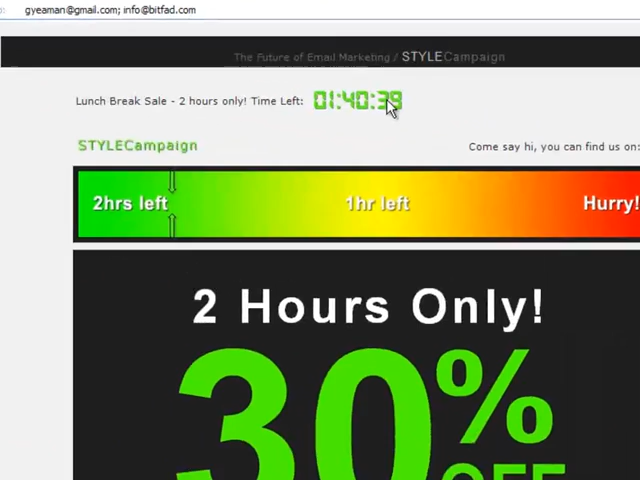 gyeaman@gmail.com; info@bitfad.com
The Future of Email Marketing / STYLECampaign
Lunch Break Sale - 2 hours only! Time Left: 01:40:39
STYLECampaign
Come say hi, you can find us on:
2hrs left 1hr left Hurry!
2 Hours Only!
30%
OFF